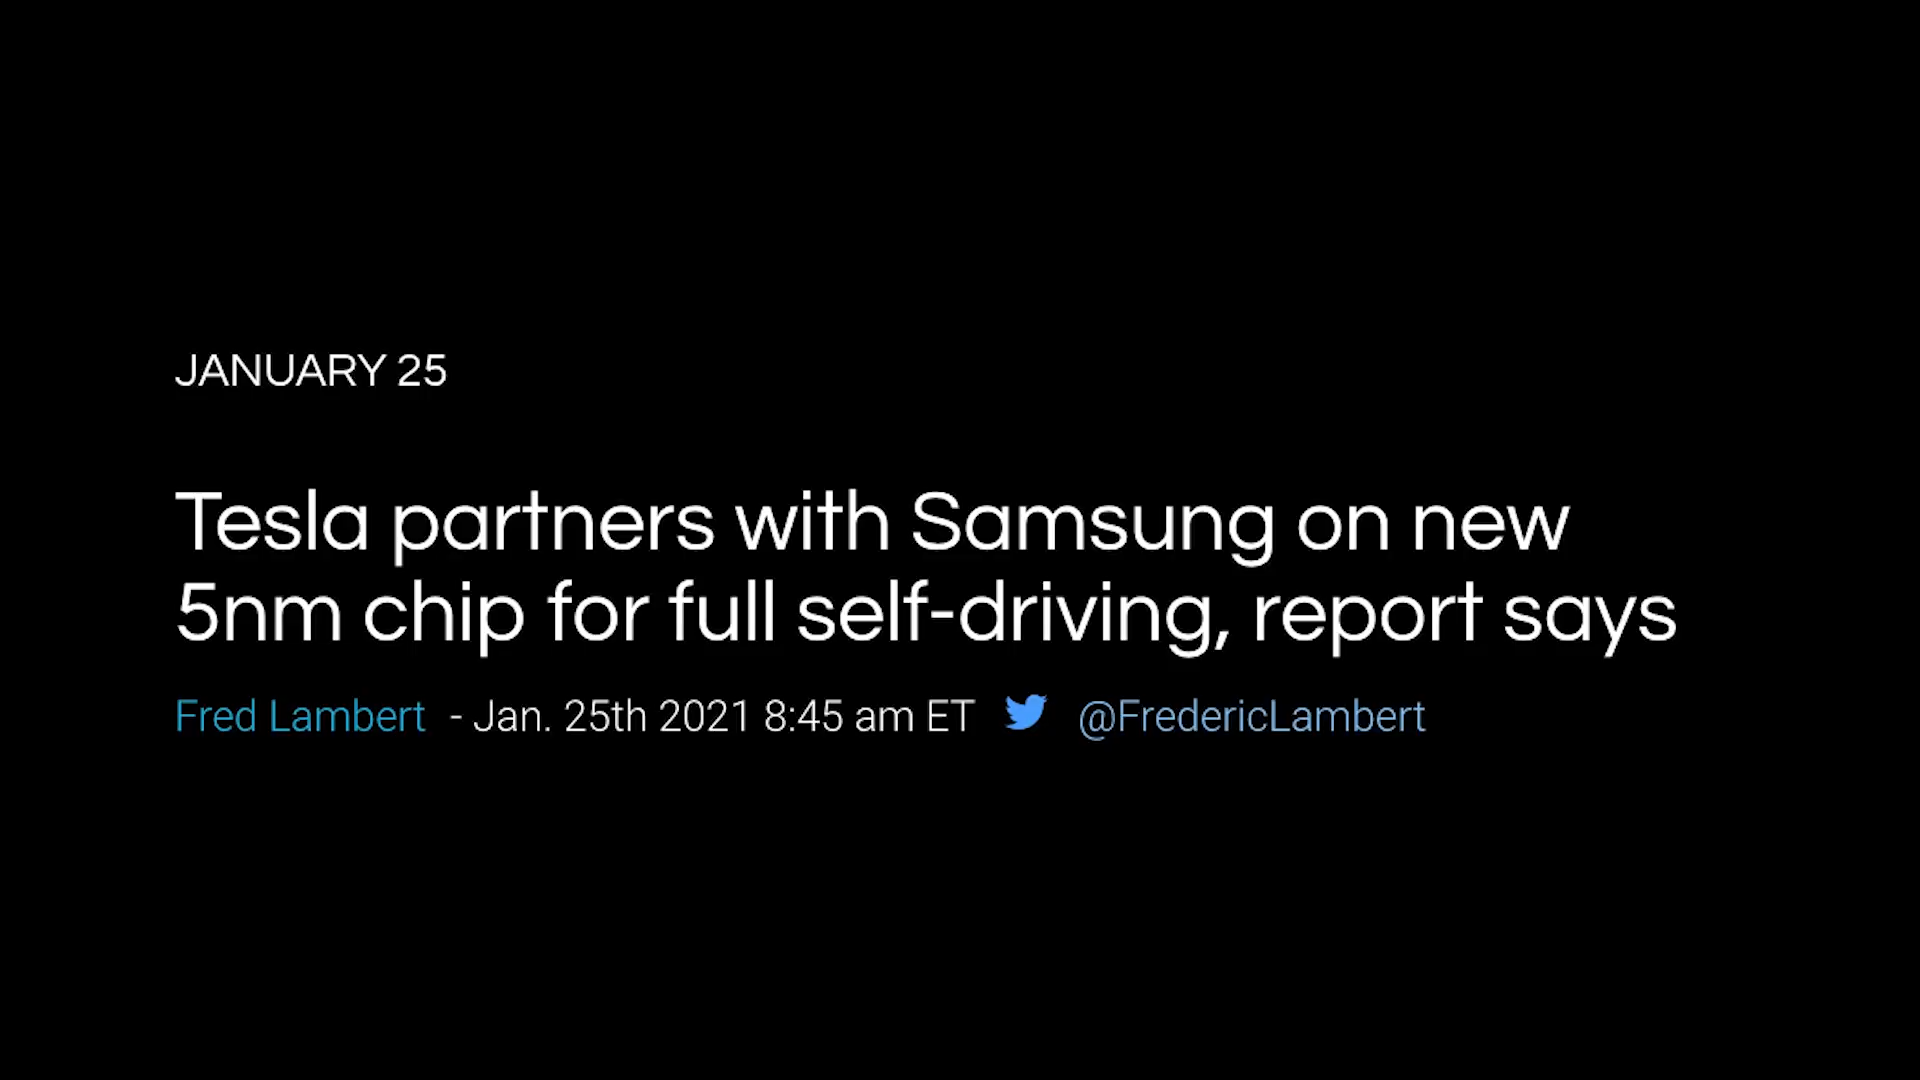 JANUARY 25
Tesla partners with Samsung on new
5nm chip for full self-driving, report says
Fred Lambert - Jan. 25th 2021 8:45 am ET @FredericLambert